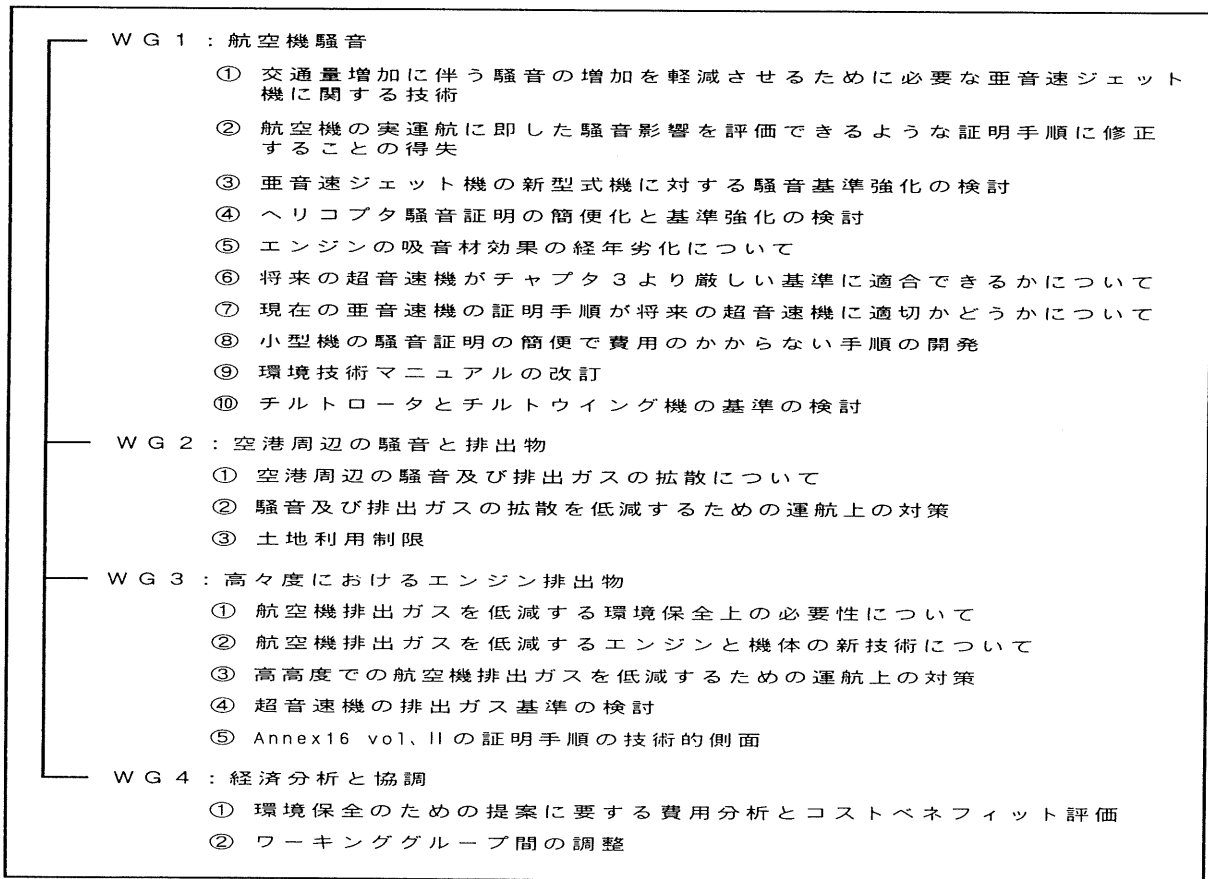 WG1：航空機騒音
① 交通量増加に伴う騒音の増加を軽減させるために必要な亜音速ジェット
機に関する技術
② 航空機の実運航に即した騒音影響を評価できるような証明手順に修正
することの得失
③ 亜音速ジェット機の新型式機に対する騒音基準強化の検討
④ ヘリコプタ騒音証明の簡便化と基準強化の検討
⑤ エンジンの吸音材効果の経年劣化について
⑥ 将来の超音速機がチャプタ3より厳しい基準に適合できるかについて
⑦ 現在の亜音速機の証明手順が将来の超音速機に適切かどうかについて
⑧ 小型機の騒音証明の簡便で費用のかからない手順の開発
⑨ 環境技術マニュアルの改訂
⑩ チルトロータとチルトウイング機の基準の検討
WG2：空港周辺の騒音と排出物
① 空港周辺の騒音及び排出ガスの拡散について
② 騒音及び排出ガスの拡散を低減するための運航上の対策
③ 土地利用制限
WG3：高々度におけるエンジン排出物
① 航空機排出ガスを低減する環境保全上の必要性について
② 航空機排出ガスを低減するエンジンと機体の新技術について
③ 高高度での航空機排出ガスを低減するための運航上の対策
④ 超音速機の排出ガス基準の検討
⑤ Annex16 vol、IIの証明手順の技術的側面
WG4：経済分析と協調
① 環境保全のための提案に要する費用分析とコストベネフィット評価
② ワーキンググループ間の調整